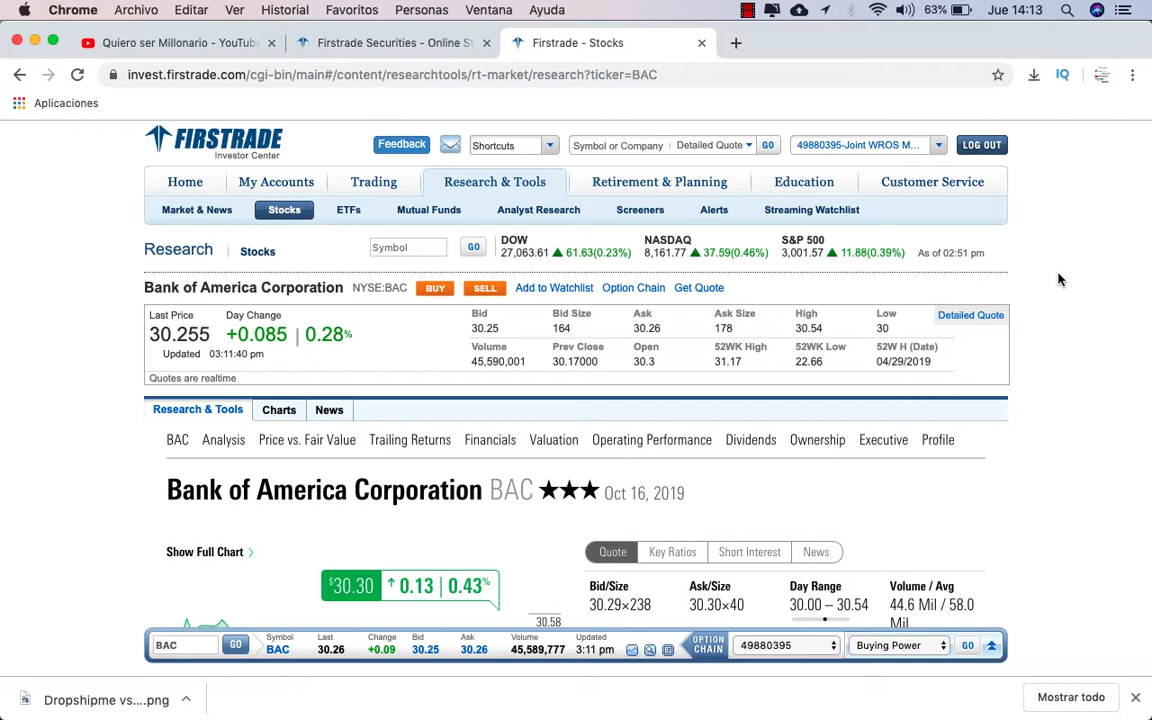 Chrome Archivo Editar Ver Historial Favoritos Personas Ventana Ayuda 63% Jue 14:13
Quiero ser Millonario - YouTube Firstrade Securities - Online S Firstrade - Stocks
invest.firstrade.com/cgi-bin/main#/content/researchtools/rt-market/research?ticker=BAC
Aplicaciones
FIRSTRADE
Investor Center
Feedback Shortcuts Symbol or Company Detailed Quote GO 49880395-Joint WROS M... LOG OUT
Home My Accounts Trading Research & Tools Retirement & Planning Education Customer Service
Market & News Stocks ETFs Mutual Funds Analyst Research Screeners Alerts Streaming Watchlist
Research Stocks Symbol GO
DOW NASDAQ S&P 500
27,063.61 61.63(0.23%) 8,161.77 37.59(0.46%) 3,001.57 11.88(0.39%) As of 02:51 pm
Bank of America Corporation NYSE:BAC BUY SELL Add to Watchlist Option Chain Get Quote
Last Price Day Change Bid Bid Size Ask Ask Size High Low Detailed Quote
30.255 +0.085 | 0.28% 30.25 164 30.26 178 30.54 30
Volume Prev Close Open 52WK High 52WK Low 52W H (Date)
Updated 03:11:40 pm 45,590,001 30.17000 30.3 31.17 22.66 04/29/2019
Quotes are realtime
Research & Tools Charts News
BAC Analysis Price vs. Fair Value Trailing Returns Financials Valuation Operating Performance Dividends Ownership Executive Profile
Bank of America Corporation BAC ★★★ Oct 16, 2019
Show Full Chart
Quote Key Ratios Short Interest News
$30.30 ↑ 0.13 | 0.43%
30.58
Bid/Size Ask/Size Day Range Volume / Avg
30.29×238 30.30×40 30.00 – 30.54 44.6 Mil / 58.0
Mil
BAC GO Symbol Last Change Bid Ask Volume Updated OPTION CHAIN 49880395 Buying Power GO
BAC 30.26 +0.09 30.25 30.26 45,589,777 3:11 pm
Dropshipme vs....png Mostrar todo